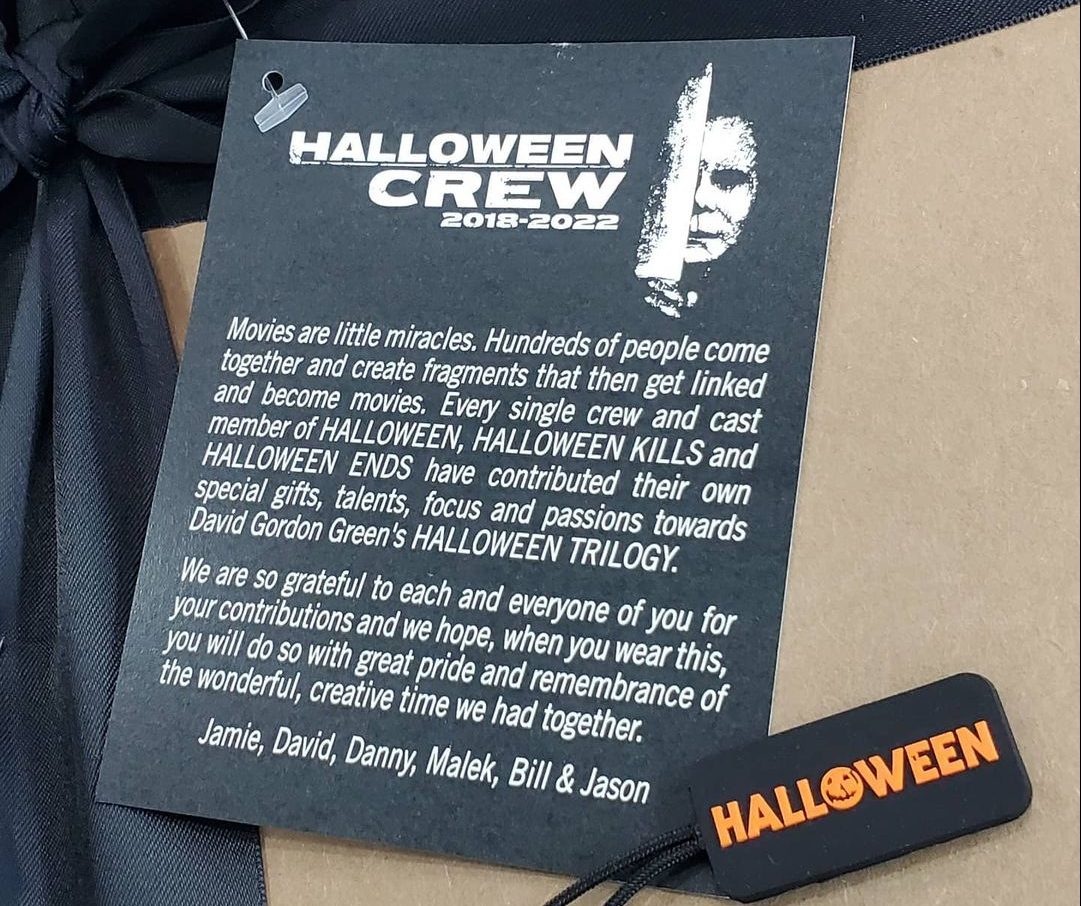 HALLOWEEN
CREW
2018-2022
Movies are little miracles. Hundreds of people come
together and create fragments that then get linked
and become movies. Every single crew and cast
member of HALLOWEEN, HALLOWEEN KILLS and
HALLOWEEN ENDS have contributed their own
special gifts, talents, focus and passions towards
David Gordon Green's HALLOWEEN TRILOGY.
We are so grateful to each and everyone of you for
your contributions and we hope, when you wear this,
you will do so with great pride and remembrance of
the wonderful, creative time we had together.
Jamie, David, Danny, Malek, Bill & Jason
HALLOWEEN